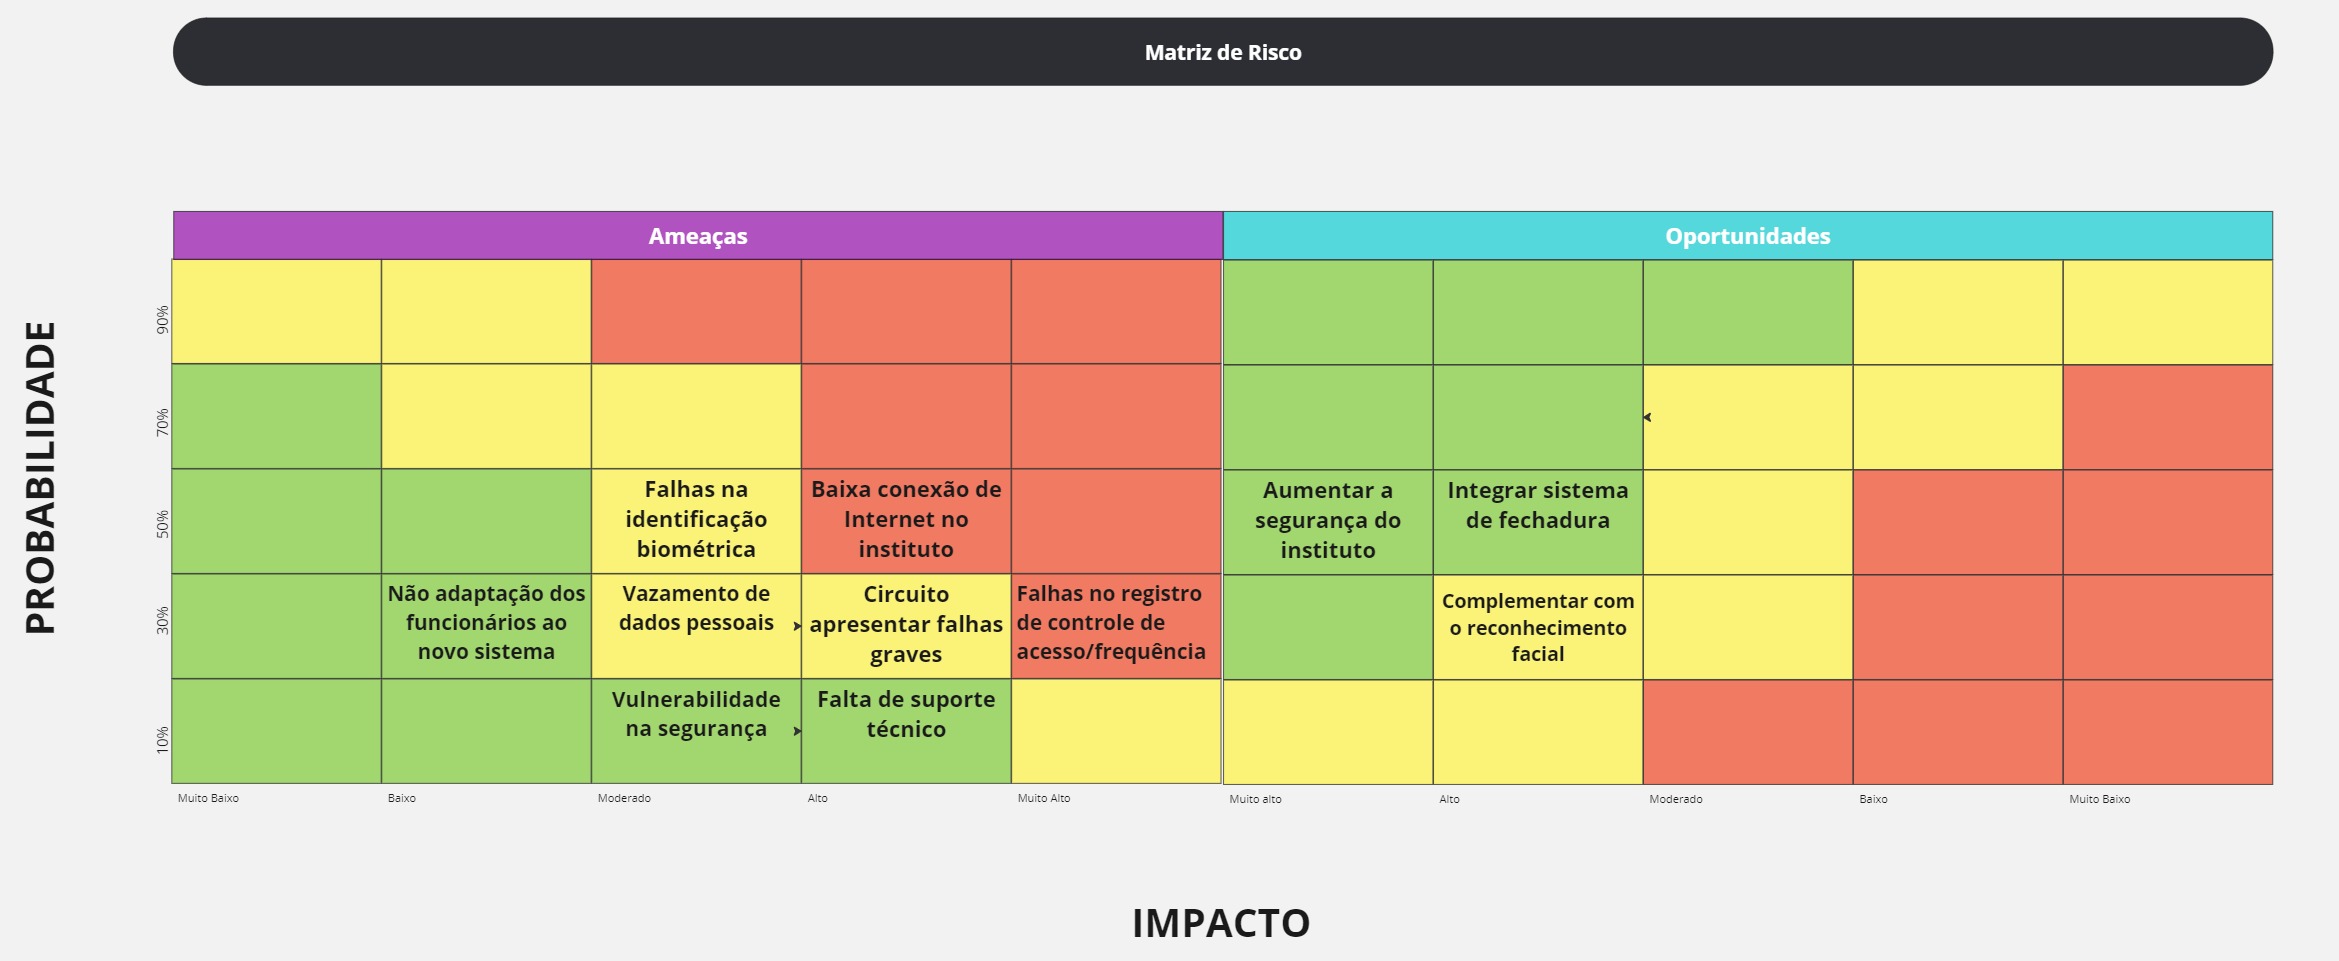 Matriz de Risco
Ameaças
Oportunidades
PROBABILIDADE
90%
70%
50%
Falhas na
identificação
biométrica
Baixa conexão de
Internet no
instituto
Aumentar a
segurança do
instituto
Integrar sistema
de fechadura
30%
Não adaptação dos
funcionários ao
novo sistema
Vazamento de
dados pessoais
Circuito
apresentar falhas
graves
Falhas no registro
de controle de
acesso/frequência
Complementar com
o reconhecimento
facial
10%
Vulnerabilidade
na segurança
Falta de suporte
técnico
Muito Baixo
Baixo
Moderado
Alto
Muito Alto
Muito alto
Alto
Moderado
Baixo
Muito Baixo
IMPACTO